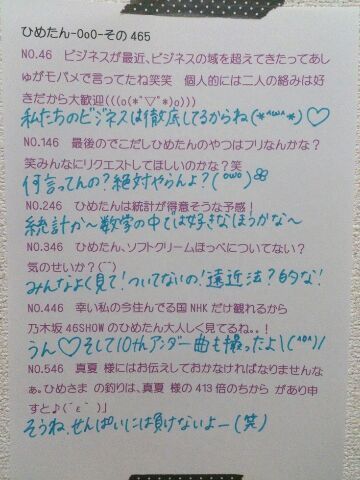 ひめたん-OoO-その465
NO.46　ビジネスが最近、ビジネスの域を超えてきたってあし
ゅがモバメで言ってたね笑笑　個人的には二人の絡みは好
きだから大歓迎(((o(*ﾟ▽ﾟ*)o)))
私たちのビジネスは徹底してるからね(*^ω^*)♡
NO.146　最後のでこだしひめたんのやつはフリなんかな？
笑みんなにリクエストしてほしいのかな？笑
何言ってんの？絶対やらんよ？(˘ω˘)
NO.246　ひめたんは統計が得意そうな予感！
統計か〜数学の中では好きなほうかな〜
NO.346　ひめたん、ソフトクリームほっぺについてない？
気のせいか？(¯¯)
みんなよく見て！ついてないの！遠近法？的な！
NO.446　幸い私の今住んでる国NHKだけ観れるから
乃木坂46SHOWのひめたん大人しく見てるね。。！
うん♡そして10thアンダー曲も撮ったよ\(^o^)/
NO.546　真夏 様にはお伝えしておかなければなりませんな
ぁ。ひめさま の釣りは、真夏 様の413倍のちから があり申
すと♪(´ε｀ )」
そうね、せんぱいには負けないよー(笑)